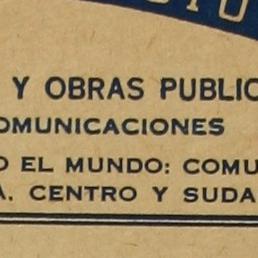 Y OBRAS PUBLIC
OMUNICACIONES
O EL MUNDO: COMU
A. CENTRO Y SUDA